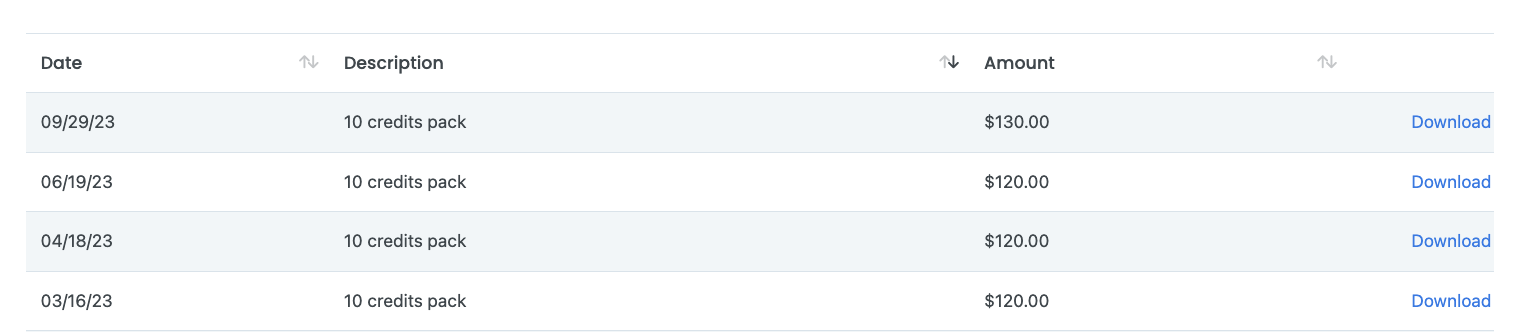 Date Description Amount
09/29/23 10 credits pack $130.00 Download
06/19/23 10 credits pack $120.00 Download
04/18/23 10 credits pack $120.00 Download
03/16/23 10 credits pack $120.00 Download